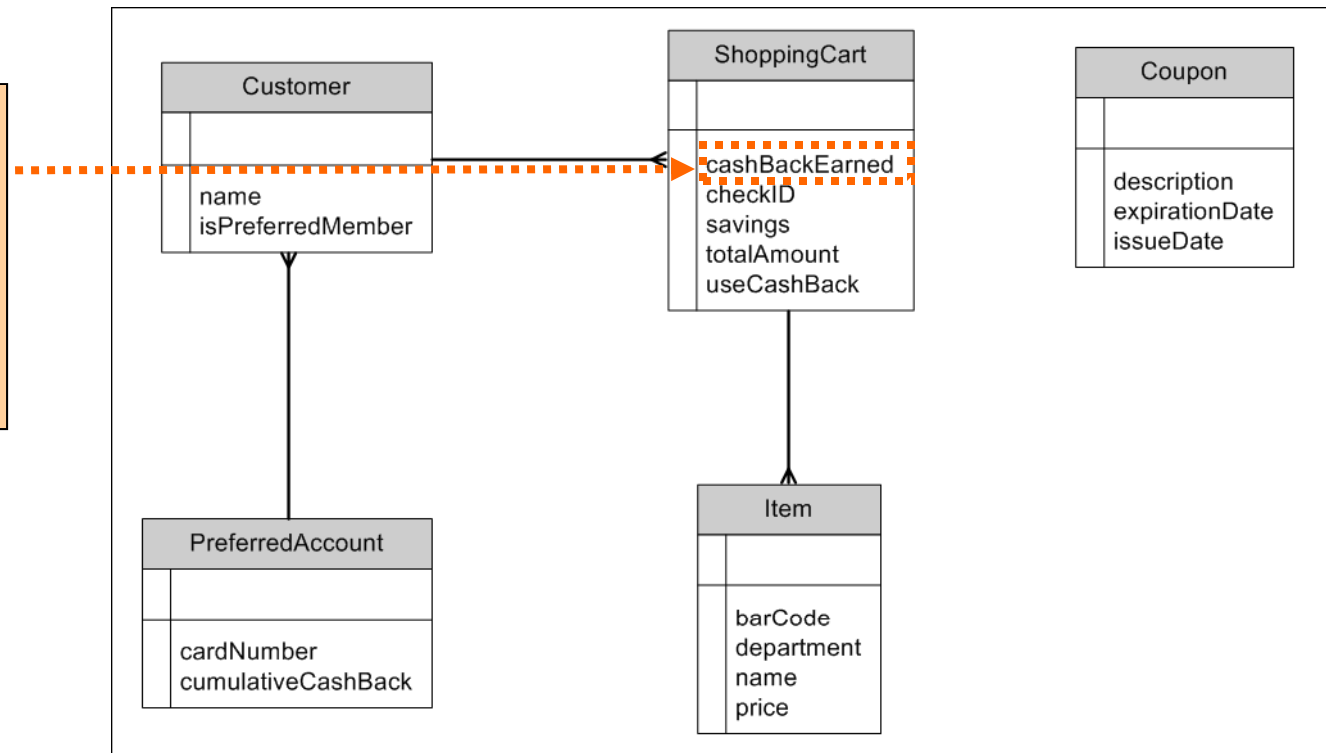 Customer
name
isPreferredMember
ShoppingCart
cashBackEarned
checkID
savings
totalAmount
useCashBack
Coupon
description
expirationDate
issueDate
PreferredAccount
cardNumber
cumulativeCashBack
Item
barCode
department
name
price